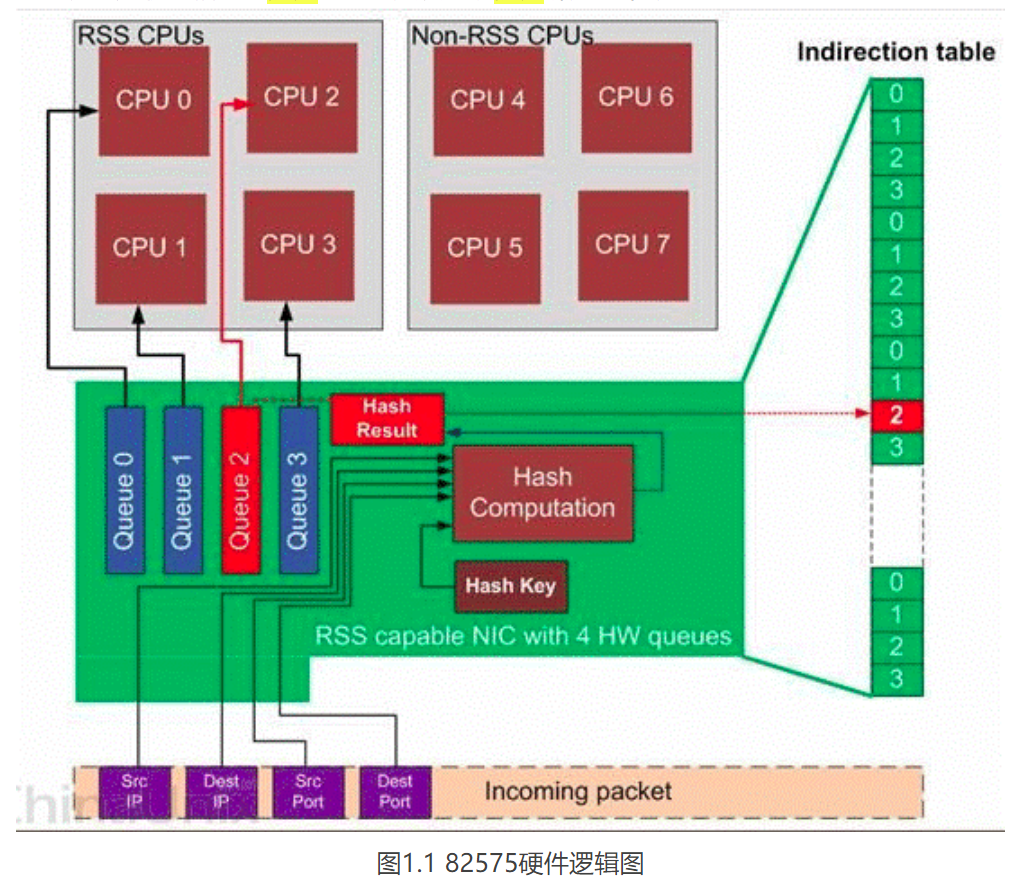 RSS CPUs
CPU 0
CPU 2
CPU 1
CPU 3
Non-RSS CPUs
CPU 4
CPU 6
CPU 5
CPU 7
Indirection table
0
1
2
3
0
1
2
3
0
1
2
3
0
1
2
3
Queue 0
Queue 1
Queue 2
Queue 3
Hash
Result
Hash
Computation
Hash Key
RSS capable NIC with 4 HW queues
Src
IP
Dest
IP
Src
Port
Dest
Port
Incoming packet
图1.1 82575硬件逻辑图